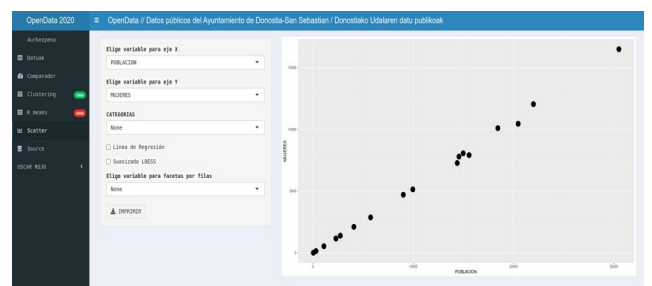 OpenData 2020
≡ OpenData // Datos públicos del Ayuntamiento de Donostia-San Sebastian / Donostiako Udalaren datu publikoak
Aurkezpena
Datuak
Comparador
Clustering
K means
Scatter
Source
OSCAR ROJO
Elige variable para eje X
POBLACION
Elige variable para eje Y
MUJERES
CATEGORIAS
None
Linea de Regresión
Suavizado LOESS
Elige variable para facetas por filas
None
IMPRIMIR
MUJERES
POBLACION